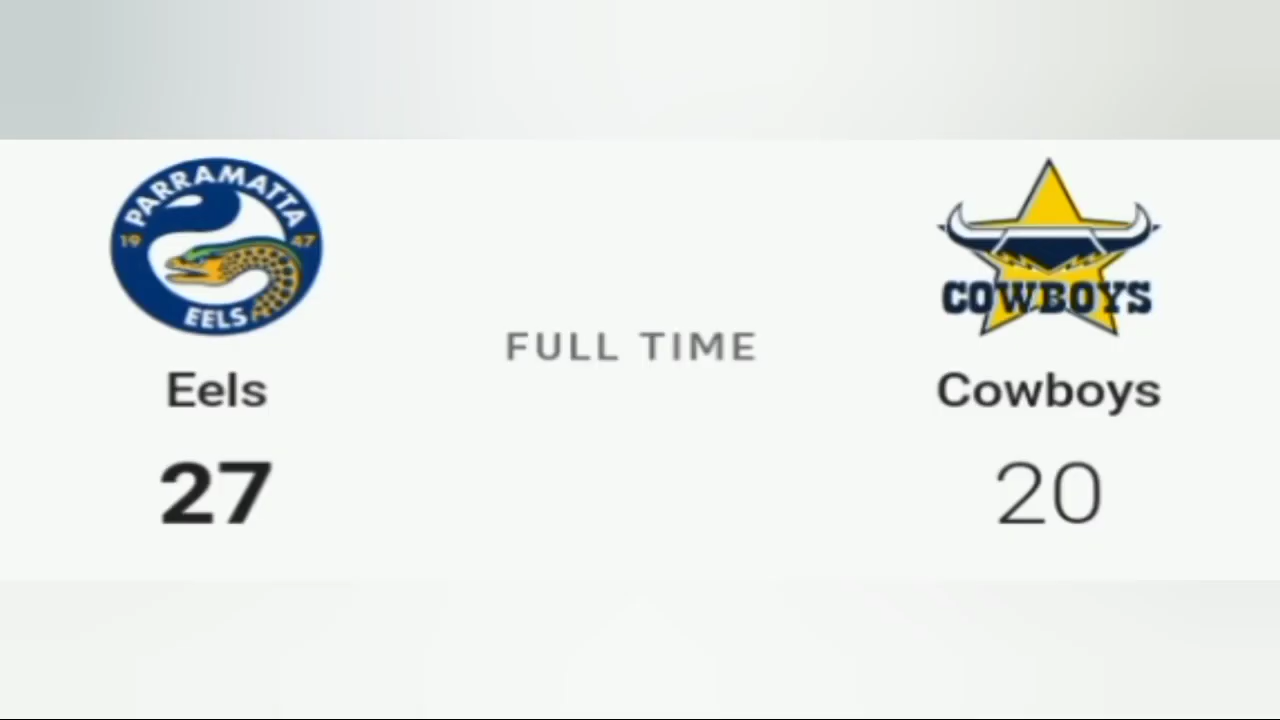 PARRAMATTA
19 47
EELS
COWBOYS
FULL TIME
Eels
Cowboys
27
20